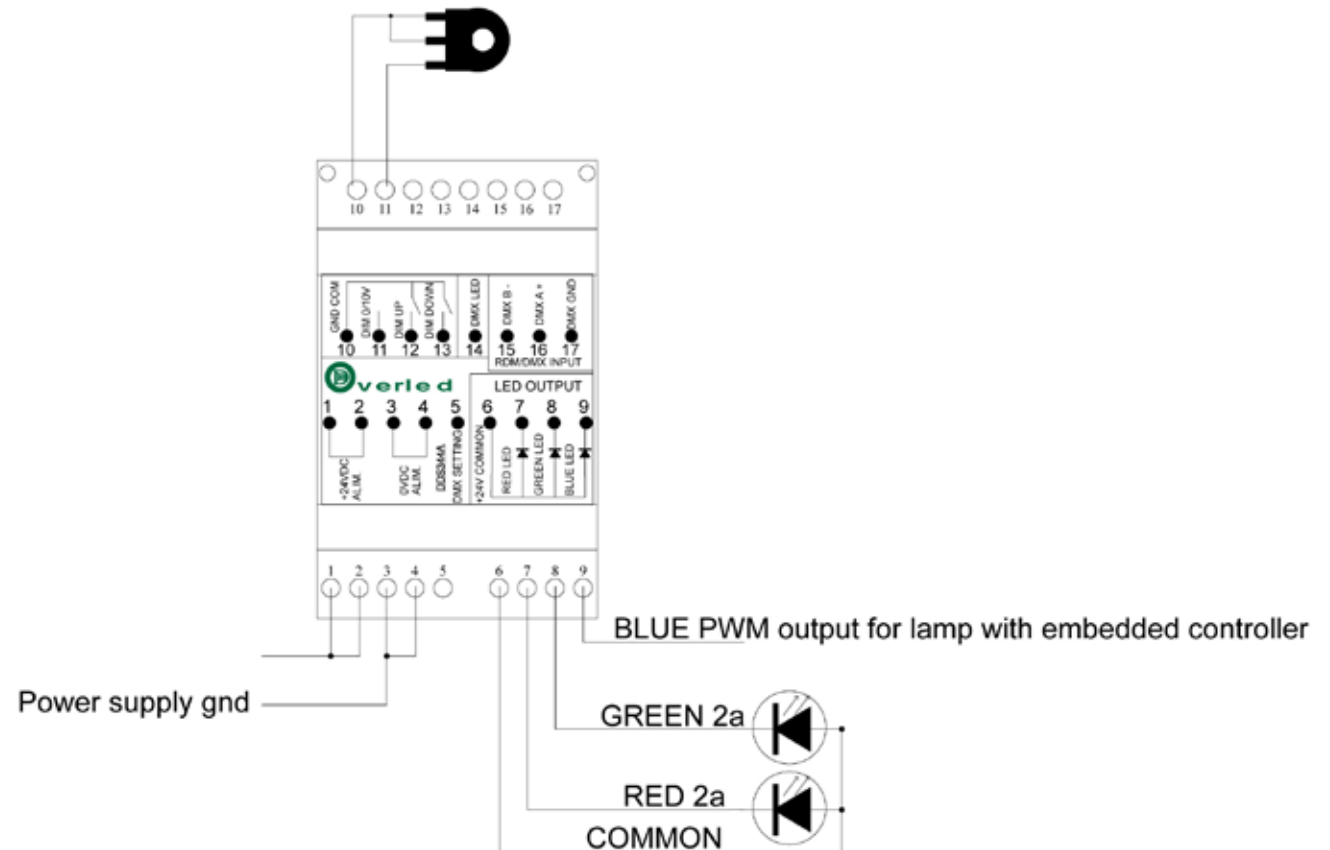 10 11 12 13 14 15 16 17
GND COM
DIM 0/10V
DIM UP
DIM DOWN
DMX LED
DMX B -
DMX A +
DMX GND
10 11 12 13 14 15 16 17
RDM/DMX INPUT
Dverled
LED OUTPUT
1 2 3 4 5 6 7 8 9
+24VDC
ALIM.
0VDC
ALIM.
DMX SETTING
+24V COMMON
RED LED
GREEN LED
BLUE LED
1 2 3 4 5 6 7 8 9
BLUE PWM output for lamp with embedded controller
Power supply gnd
GREEN 2a
RED 2a
COMMON